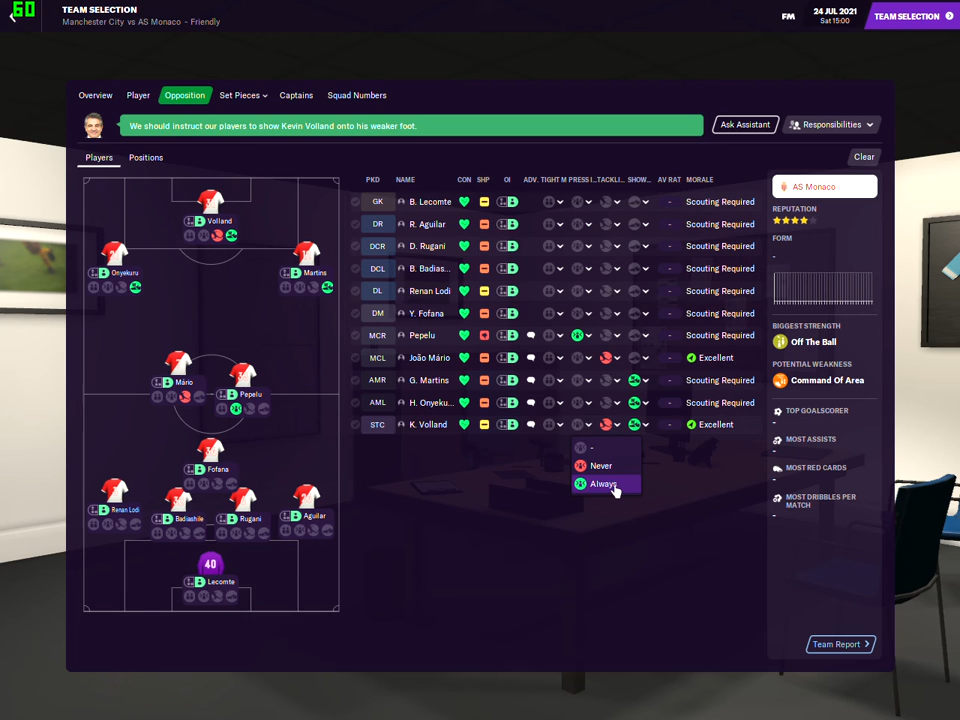 60
TEAM SELECTION
Manchester City vs AS Monaco - Friendly
FM
24 JUL 2021
Sat 15:00
TEAM SELECTION
Overview Player Opposition Set Pieces Captains Squad Numbers
We should instruct our players to show Kevin Volland onto his weaker foot.
Ask Assistant
Responsibilities
Players Positions
Clear
PKD NAME CON SHP OI ADV. TIGHT M PRESS I... TACKLI... SHOW... AV RAT MORALE
GK B. Lecomte - Scouting Required
DR R. Aguilar - Scouting Required
DCR D. Rugani - Scouting Required
DCL B. Badias... - Scouting Required
DL Renan Lodi - Scouting Required
DM Y. Fofana - Scouting Required
MCR Pepelu - Scouting Required
MCL João Mário - Excellent
AMR G. Martins - Scouting Required
AML H. Onyeku... - Scouting Required
STC K. Volland - Excellent
-
Never
Always
Volland
Onyekuru
Martins
Mário
Pepelu
Fofana
Renan Lodi
Badiashile
Rugani
Aguilar
40
Lecomte
AS Monaco
REPUTATION
FORM
-
BIGGEST STRENGTH
Off The Ball
POTENTIAL WEAKNESS
Command Of Area
TOP GOALSCORER
-
MOST ASSISTS
-
MOST RED CARDS
-
MOST DRIBBLES PER
MATCH
-
Team Report